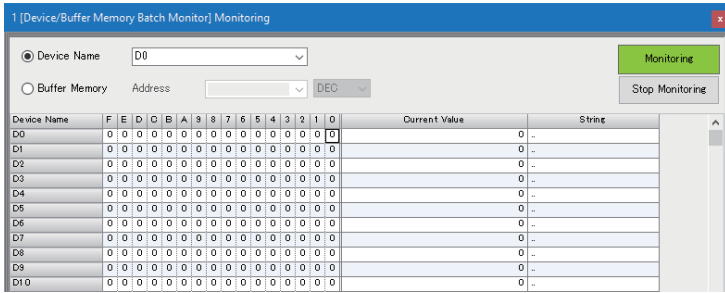 1 [Device/Buffer Memory Batch Monitor] Monitoring
x
Device Name D0 Monitoring
Buffer Memory Address DEC Stop Monitoring
Device Name F E D C B A 9 8 7 6 5 4 3 2 1 0 Current Value String
D0 0 0 0 0 0 0 0 0 0 0 0 0 0 0 0 0 0 ..
D1 0 0 0 0 0 0 0 0 0 0 0 0 0 0 0 0 0 ..
D2 0 0 0 0 0 0 0 0 0 0 0 0 0 0 0 0 0 ..
D3 0 0 0 0 0 0 0 0 0 0 0 0 0 0 0 0 0 ..
D4 0 0 0 0 0 0 0 0 0 0 0 0 0 0 0 0 0 ..
D5 0 0 0 0 0 0 0 0 0 0 0 0 0 0 0 0 0 ..
D6 0 0 0 0 0 0 0 0 0 0 0 0 0 0 0 0 0 ..
D7 0 0 0 0 0 0 0 0 0 0 0 0 0 0 0 0 0 ..
D8 0 0 0 0 0 0 0 0 0 0 0 0 0 0 0 0 0 ..
D9 0 0 0 0 0 0 0 0 0 0 0 0 0 0 0 0 0 ..
D10 0 0 0 0 0 0 0 0 0 0 0 0 0 0 0 0 0 ..